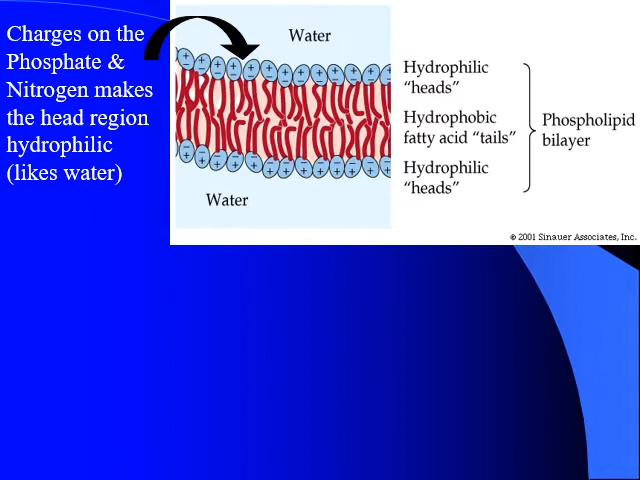 Charges on the
Phosphate &
Nitrogen makes
the head region
hydrophilic
(likes water)
Water
Hydrophilic
“heads”
Hydrophobic
fatty acid “tails”
Hydrophilic
“heads”
Phospholipid
bilayer
Water
© 2001 Sinauer Associates, Inc.